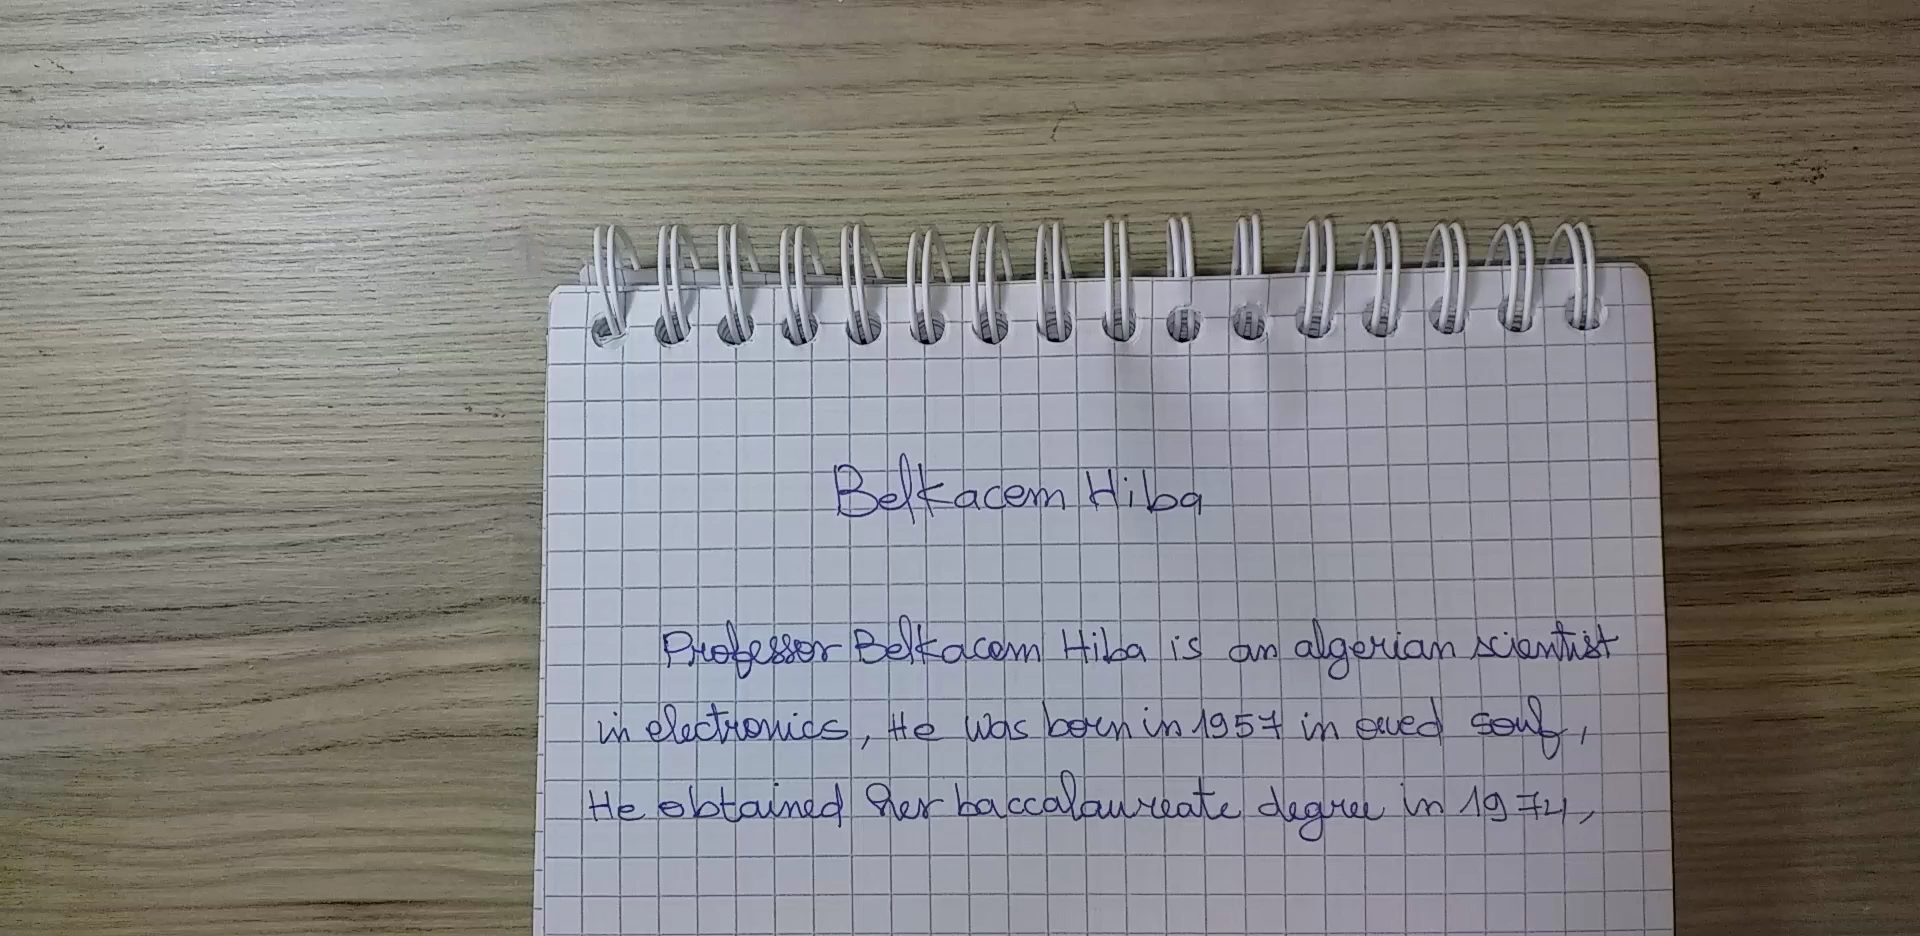 Belkacem Hiba
Professor Belkacem Hiba is an algerian scientist
in electronics, He was born in 1957 in oued souf,
He obtained her baccalaureate degree in 1974,